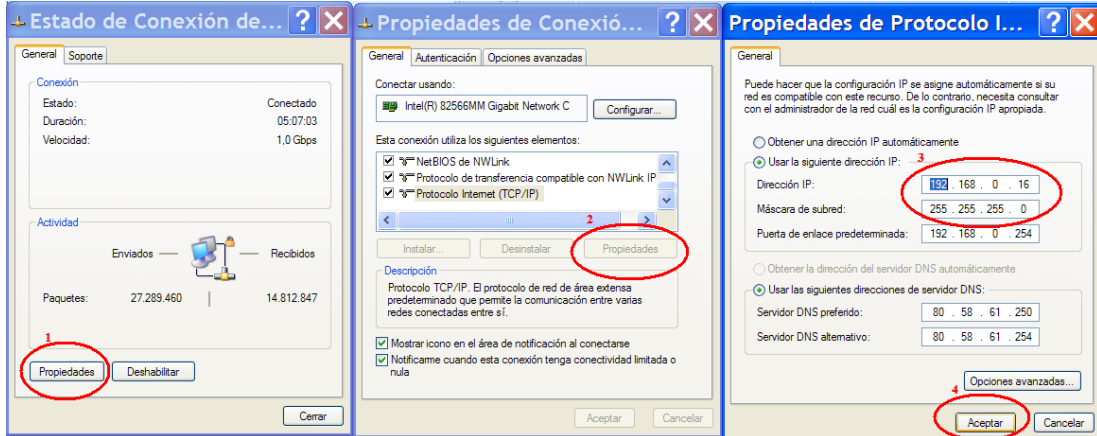 Estado de Conexión de...
General
Soporte
Conexión
Estado:
Conectado
Duración:
05:07:03
Velocidad:
1,0 Gbps
Actividad
Enviados
Recibidos
Paquetes:
27.289.460
14.812.847
1
Propiedades
Deshabilitar
Cerrar
Propiedades de Conexió...
General
Autenticación
Opciones avanzadas
Conectar usando:
Intel(R) 82566MM Gigabit Network C
Configurar...
Esta conexión utiliza los siguientes elementos:
NetBIOS de NWLink
Protocolo de transferencia compatible con NWLink IP
Protocolo Internet (TCP/IP)
2
Instalar...
Desinstalar
Propiedades
Descripción
Protocolo TCP/IP. El protocolo de red de área extensa
predeterminado que permite la comunicación entre varias
redes conectadas entre sí.
Mostrar icono en el área de notificación al conectarse
Notificarme cuando esta conexión tenga conectividad limitada o
nula
Aceptar
Cancelar
Propiedades de Protocolo I...
General
Puede hacer que la configuración IP se asigne automáticamente si su
red es compatible con este recurso. De lo contrario, necesita consultar
con el administrador de la red cuál es la configuración IP apropiada.
Obtener una dirección IP automáticamente
Usar la siguiente dirección IP:
3
Dirección IP:
192 . 168 . 0 . 16
Máscara de subred:
255 . 255 . 255 . 0
Puerta de enlace predeterminada:
192 . 168 . 0 . 254
Obtener la dirección del servidor DNS automáticamente
Usar las siguientes direcciones de servidor DNS:
Servidor DNS preferido:
80 . 58 . 61 . 250
Servidor DNS alternativo:
80 . 58 . 61 . 254
Opciones avanzadas...
4
Aceptar
Cancelar